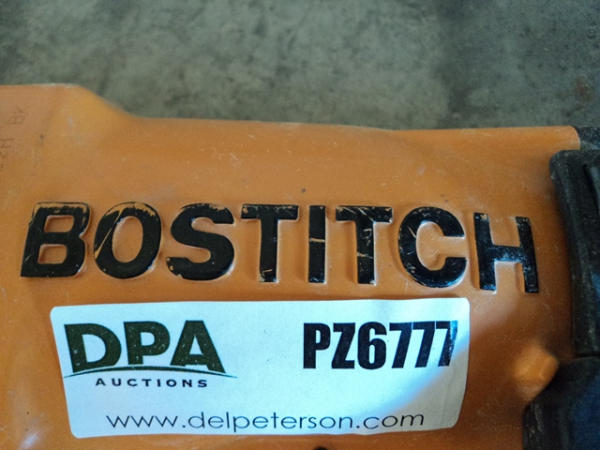 BOSTITCH
DPA
AUCTIONS
PZ6777
www.delpeterson.com